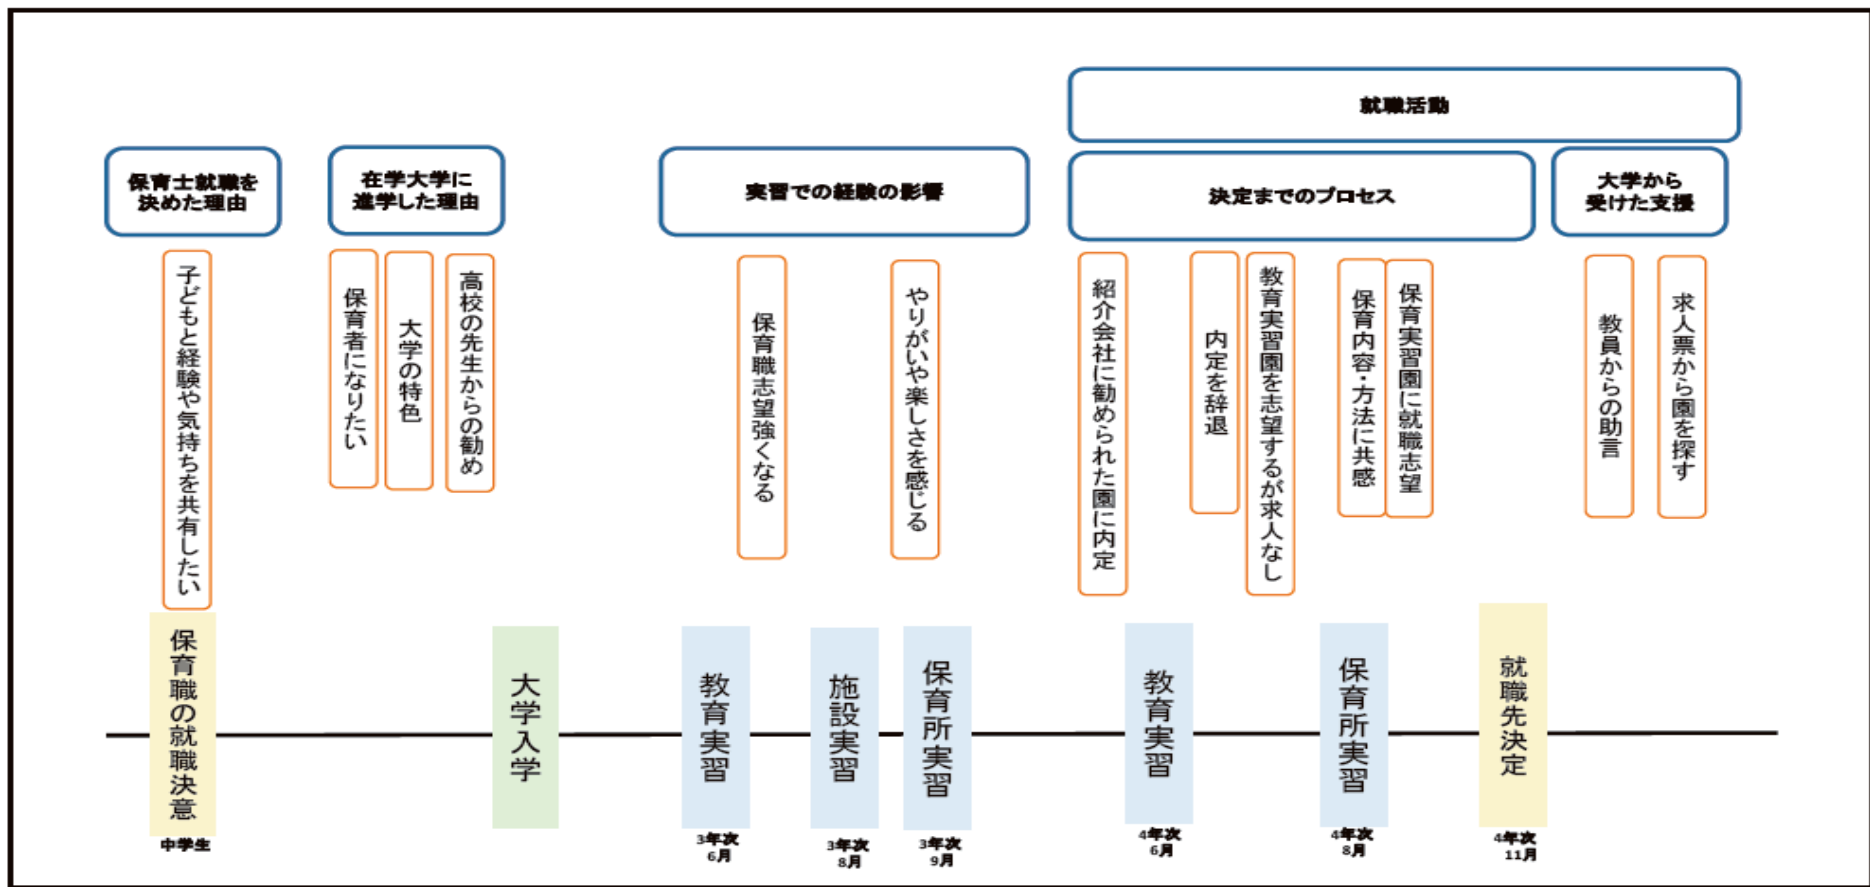 就職活動
保育士就職を
決めた理由
在学大学に
進学した理由
実習での経験の影響
決定までのプロセス
大学から
受けた支援
子どもと経験や気持ちを共有したい
保育者になりたい
大学の特色
高校の先生からの勧め
保育職志望強くなる
やりがいや楽しさを感じる
紹介会社に勧められた園に内定
内定を辞退
教育実習園を志望するが求人なし
保育内容・方法に共感
保育実習園に就職志望
教員からの助言
求人票から園を探す
保育職の就職決意
大学入学
教育実習
施設実習
保育所実習
教育実習
保育所実習
就職先決定
中学生
3年次
6月
3年次
8月
3年次
9月
4年次
6月
4年次
8月
4年次
11月